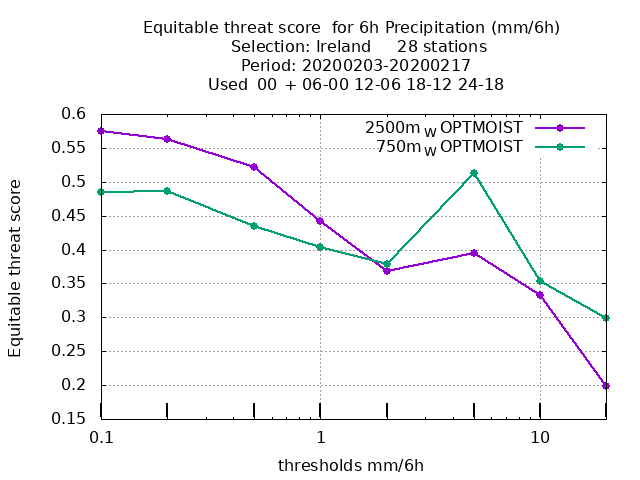 Equitable threat score  for 6h Precipitation (mm/6h)
Selection: Ireland     28 stations
Period: 20200203-20200217
Used  00  + 06-00 12-06 18-12 24-18
2500m W OPTMOIST
750m W OPTMOIST
0.6
0.55
0.5
0.45
0.4
0.35
0.3
0.25
0.2
0.15
Equitable threat score
0.1 1 10
thresholds mm/6h